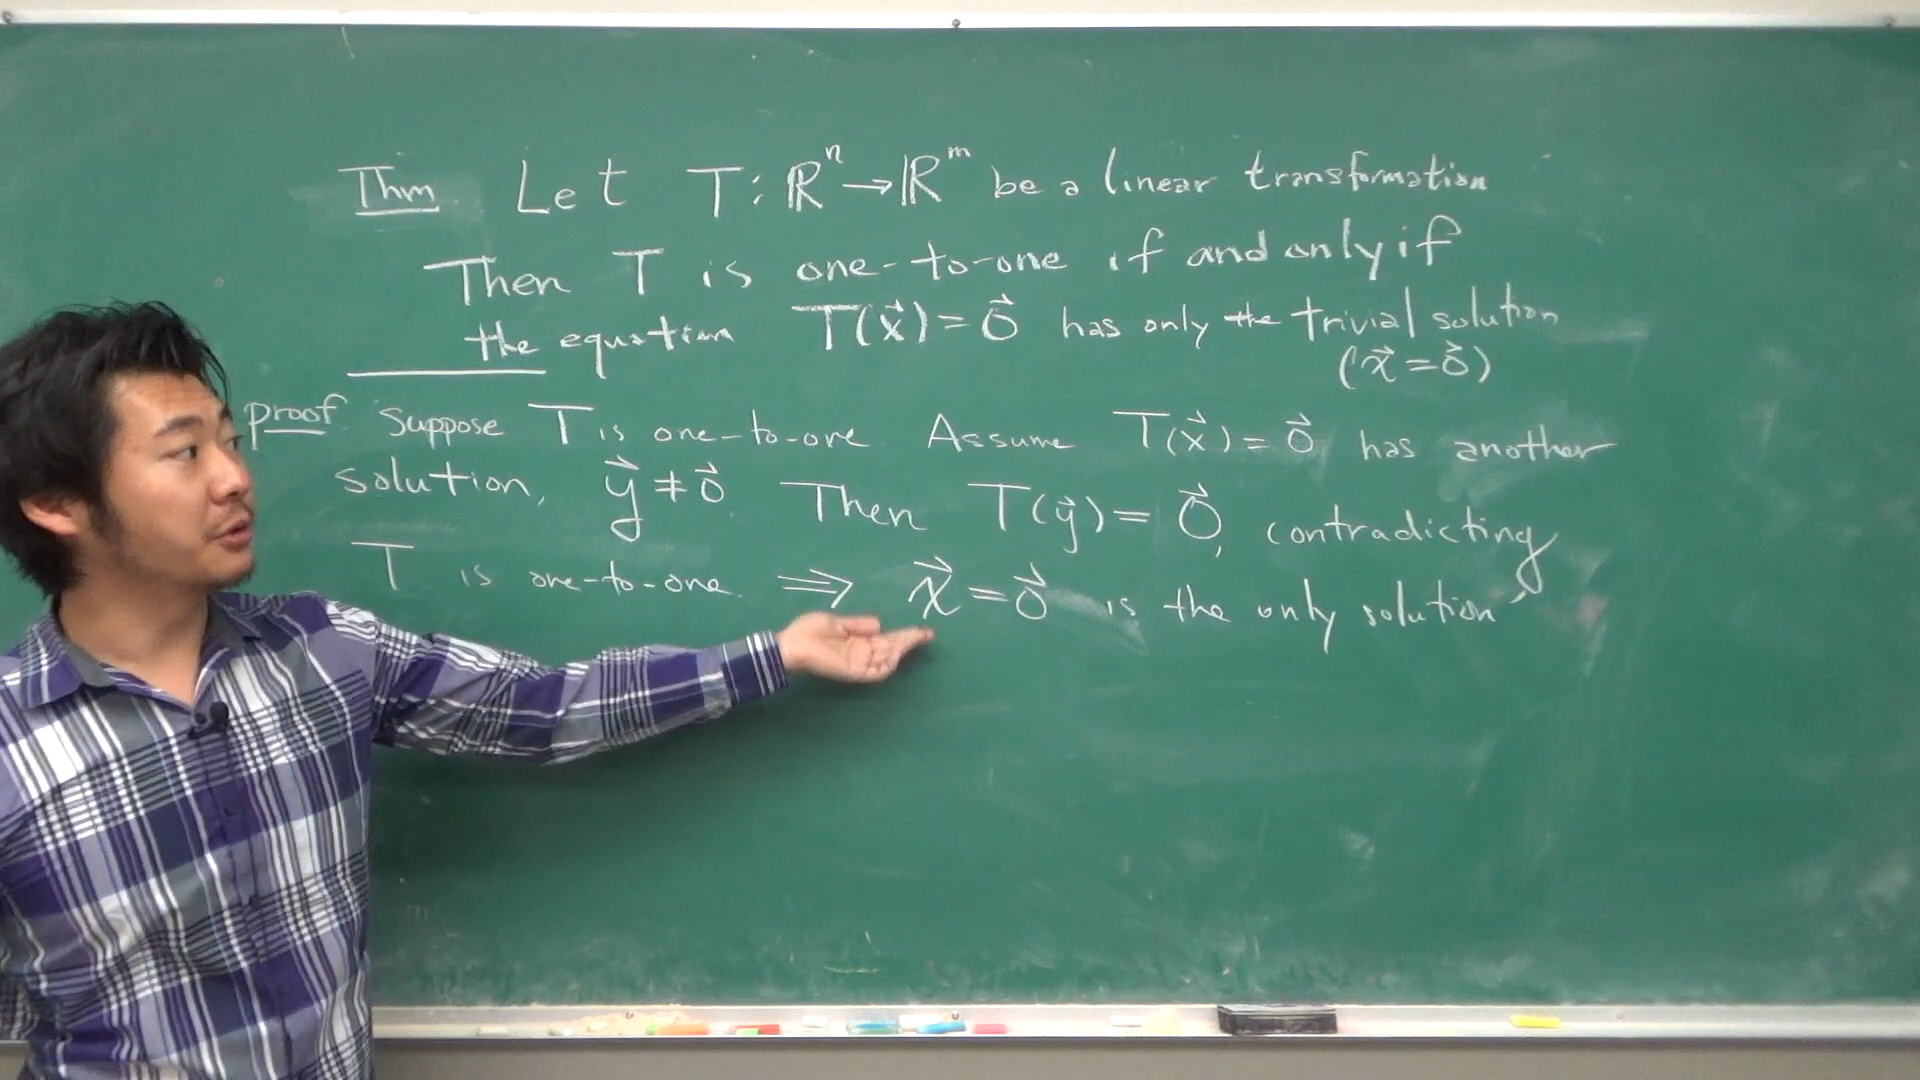 Thm Let T : ℝⁿ → ℝᵐ be a linear transformation
Then T is one-to-one if and only if
the equation T(x⃗) = 0⃗ has only the trivial solution
(x⃗ = 0⃗)
proof. Suppose T is one-to-one Assume T(x⃗) = 0⃗ has another
solution, y⃗ ≠ 0⃗. Then T(y⃗) = 0⃗, contradicting
T is one-to-one. ⇒ x⃗ = 0⃗ is the only solution